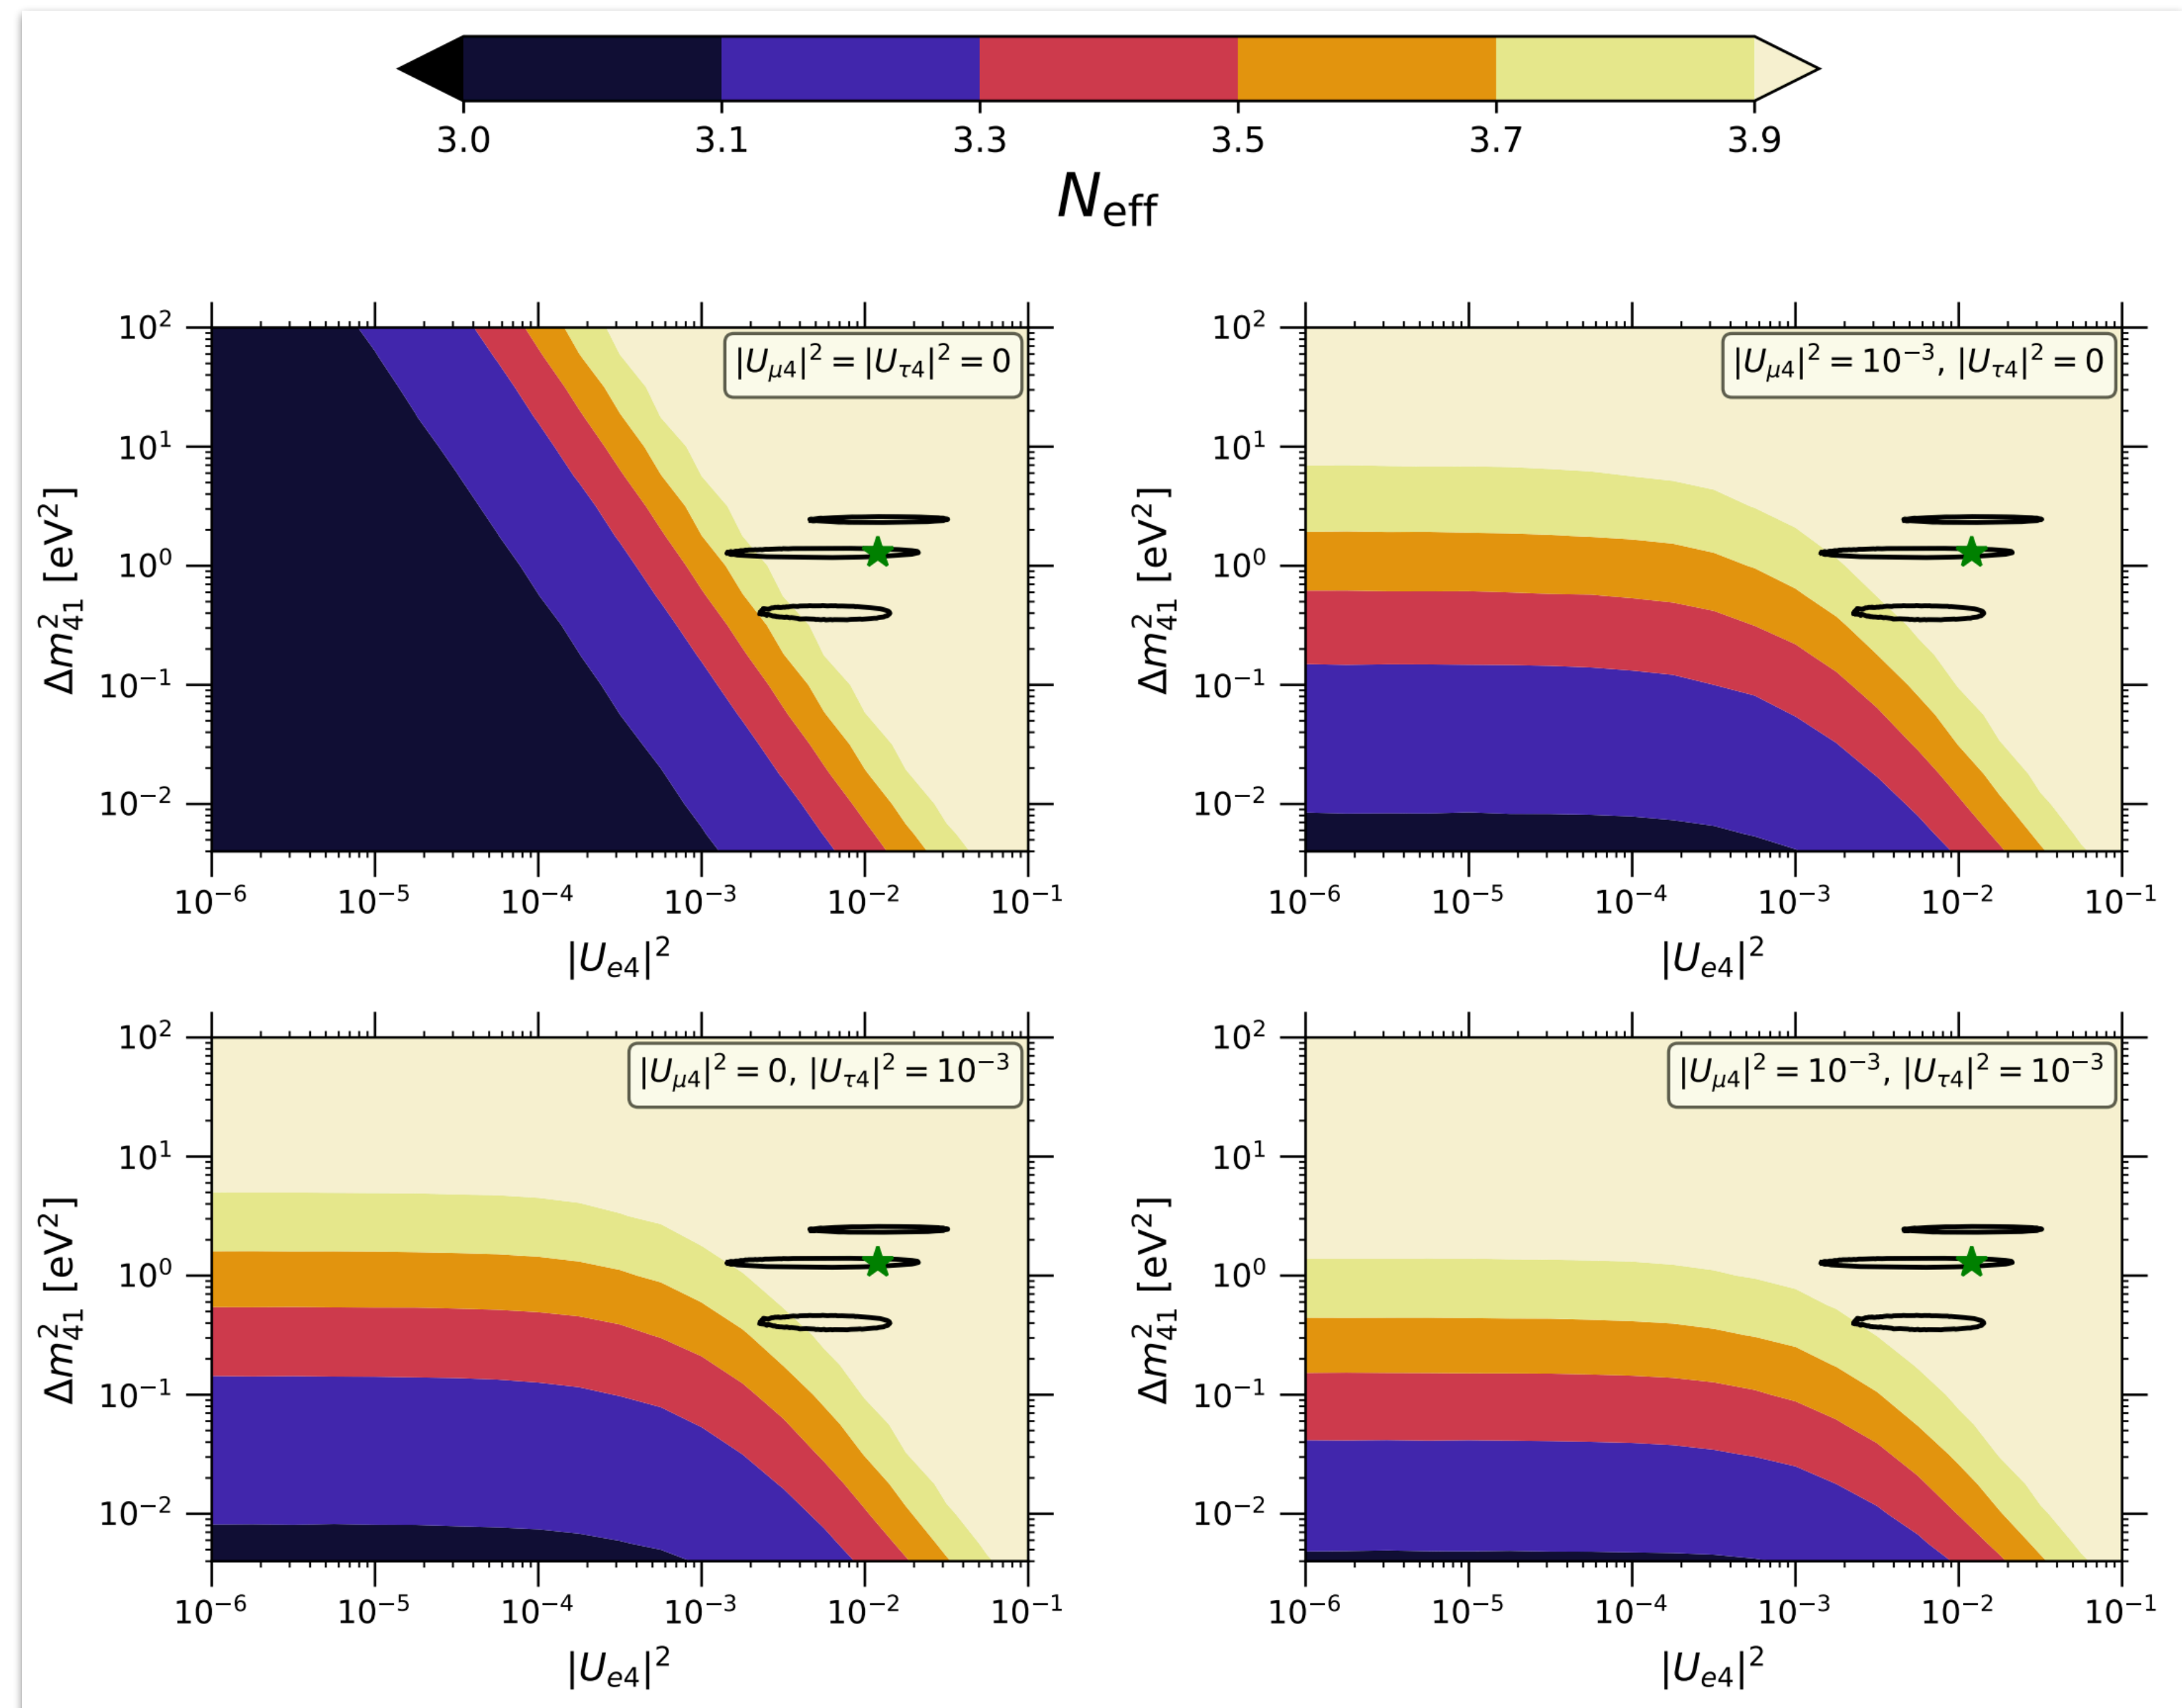 3.0 3.1 3.3 3.5 3.7 3.9
N_eff
|U_μ4|² = |U_τ4|² = 0
10² 10¹ 10⁰ 10⁻¹ 10⁻²
Δm²₄₁ [eV²]
10⁻⁶ 10⁻⁵ 10⁻⁴ 10⁻³ 10⁻² 10⁻¹
|U_e4|²
|U_μ4|² = 10⁻³, |U_τ4|² = 0
10² 10¹ 10⁰ 10⁻¹ 10⁻²
Δm²₄₁ [eV²]
10⁻⁶ 10⁻⁵ 10⁻⁴ 10⁻³ 10⁻² 10⁻¹
|U_e4|²
|U_μ4|² = 0, |U_τ4|² = 10⁻³
10² 10¹ 10⁰ 10⁻¹ 10⁻²
Δm²₄₁ [eV²]
10⁻⁶ 10⁻⁵ 10⁻⁴ 10⁻³ 10⁻² 10⁻¹
|U_e4|²
|U_μ4|² = 10⁻³, |U_τ4|² = 10⁻³
10² 10¹ 10⁰ 10⁻¹ 10⁻²
Δm²₄₁ [eV²]
10⁻⁶ 10⁻⁵ 10⁻⁴ 10⁻³ 10⁻² 10⁻¹
|U_e4|²